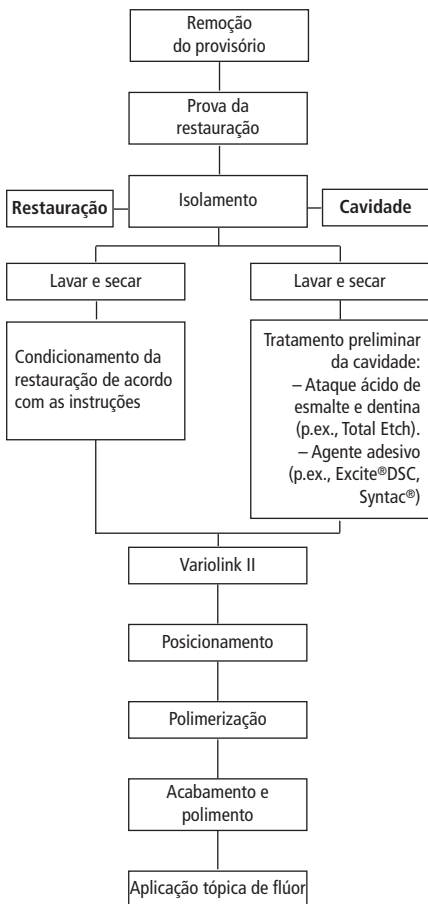 Remoção
do provisório
Prova da
restauração
Restauração
Isolamento
Cavidade
Lavar e secar
Lavar e secar
Condicionamento da
restauração de acordo
com as instruções
Tratamento preliminar
da cavidade:
– Ataque ácido de
esmalte e dentina
(p.ex., Total Etch).
– Agente adesivo
(p.ex., Excite®DSC,
Syntac®)
Variolink II
Posicionamento
Polimerização
Acabamento e
polimento
Aplicação tópica de flúor